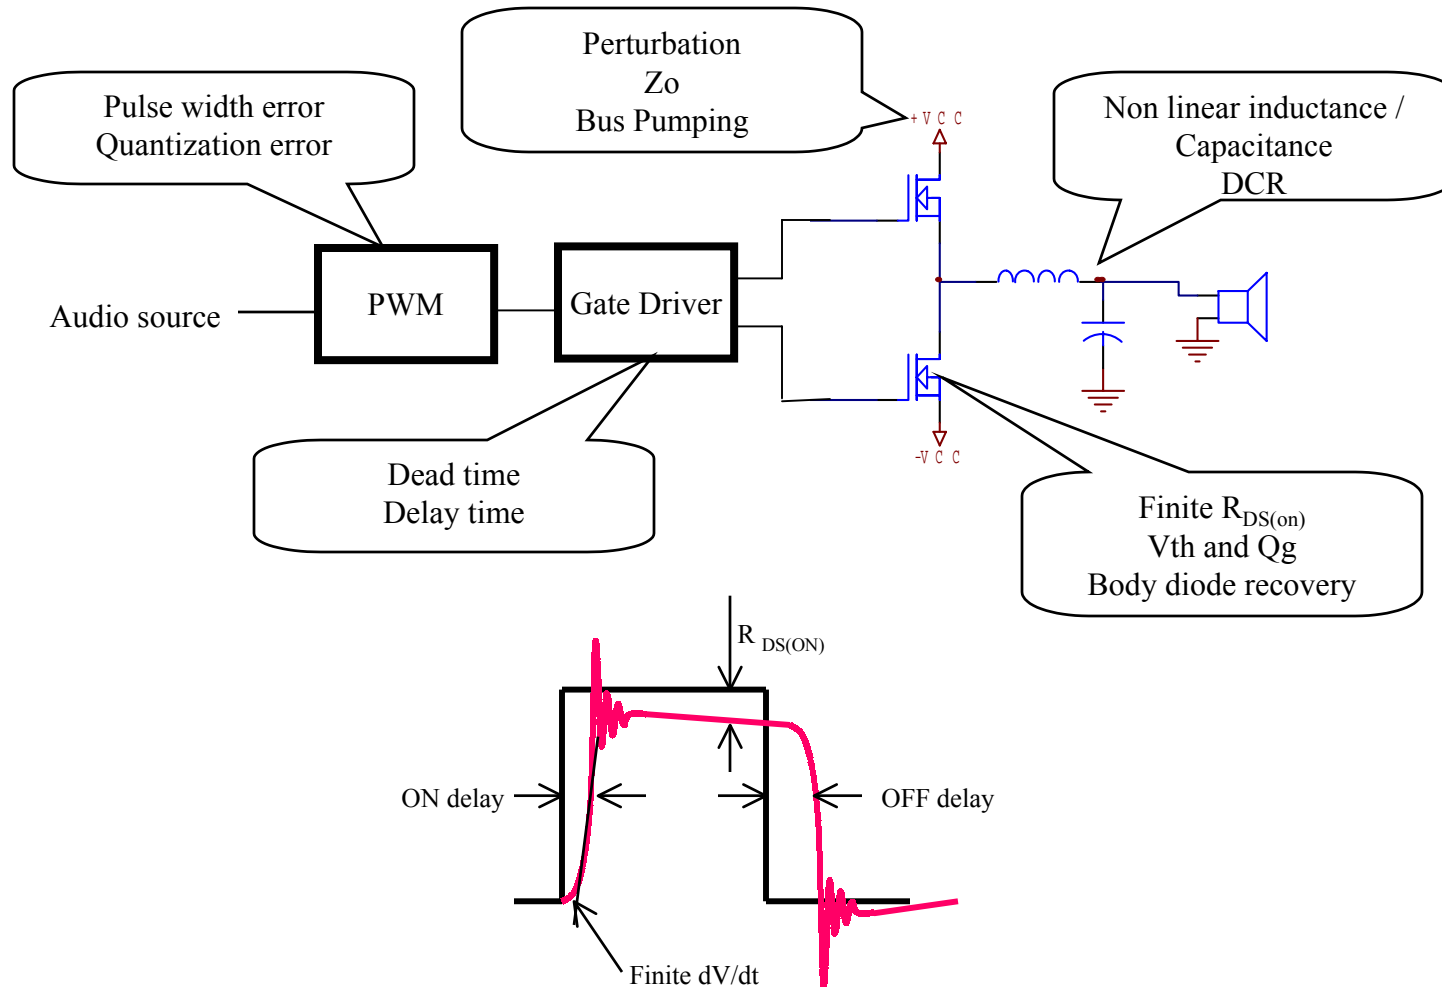 Perturbation
Zo
Bus Pumping
Pulse width error
Quantization error
Non linear inductance /
Capacitance
DCR
+VCC
Audio source
PWM
Gate Driver
-VCC
Dead time
Delay time
Finite RDS(on)
Vth and Qg
Body diode recovery
R DS(ON)
ON delay
OFF delay
Finite dV/dt